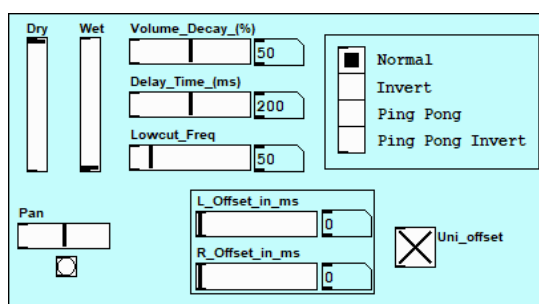 Dry
Wet
Volume_Decay_(%)
50
Delay_Time_(ms)
200
Lowcut_Freq
50
Normal
Invert
Ping Pong
Ping Pong Invert
Pan
L_Offset_in_ms
0
R_Offset_in_ms
0
Uni_offset